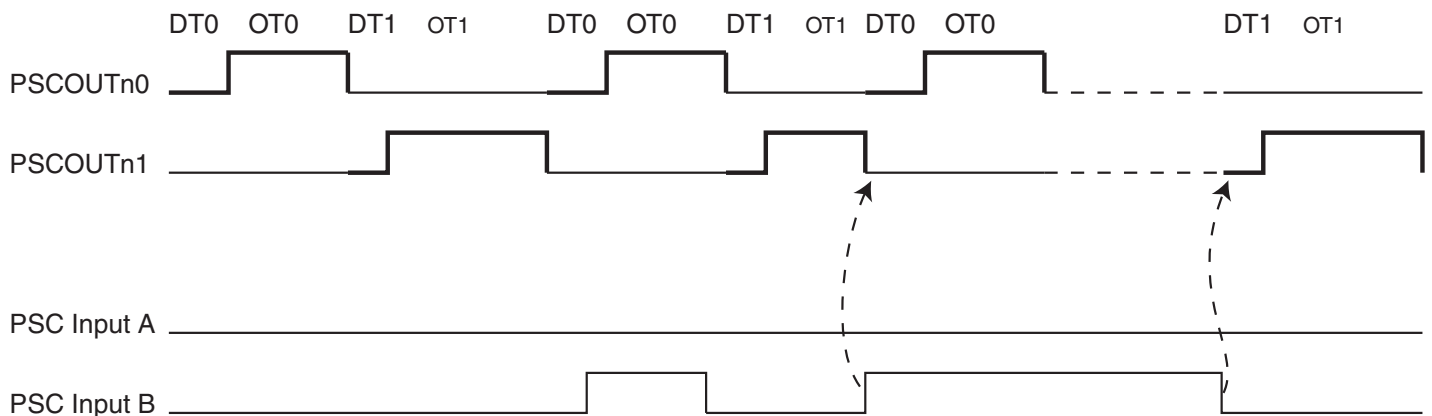 DT0 OT0 DT1 OT1 DT0 OT0 DT1 OT1 DT0 OT0 DT1 OT1
PSCOUTn0
PSCOUTn1
PSC Input A
PSC Input B